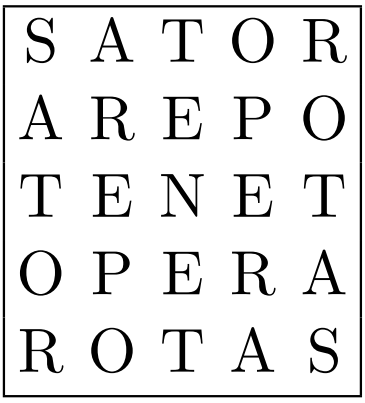 S A T O R
A R E P O
T E N E T
O P E R A
R O T A S